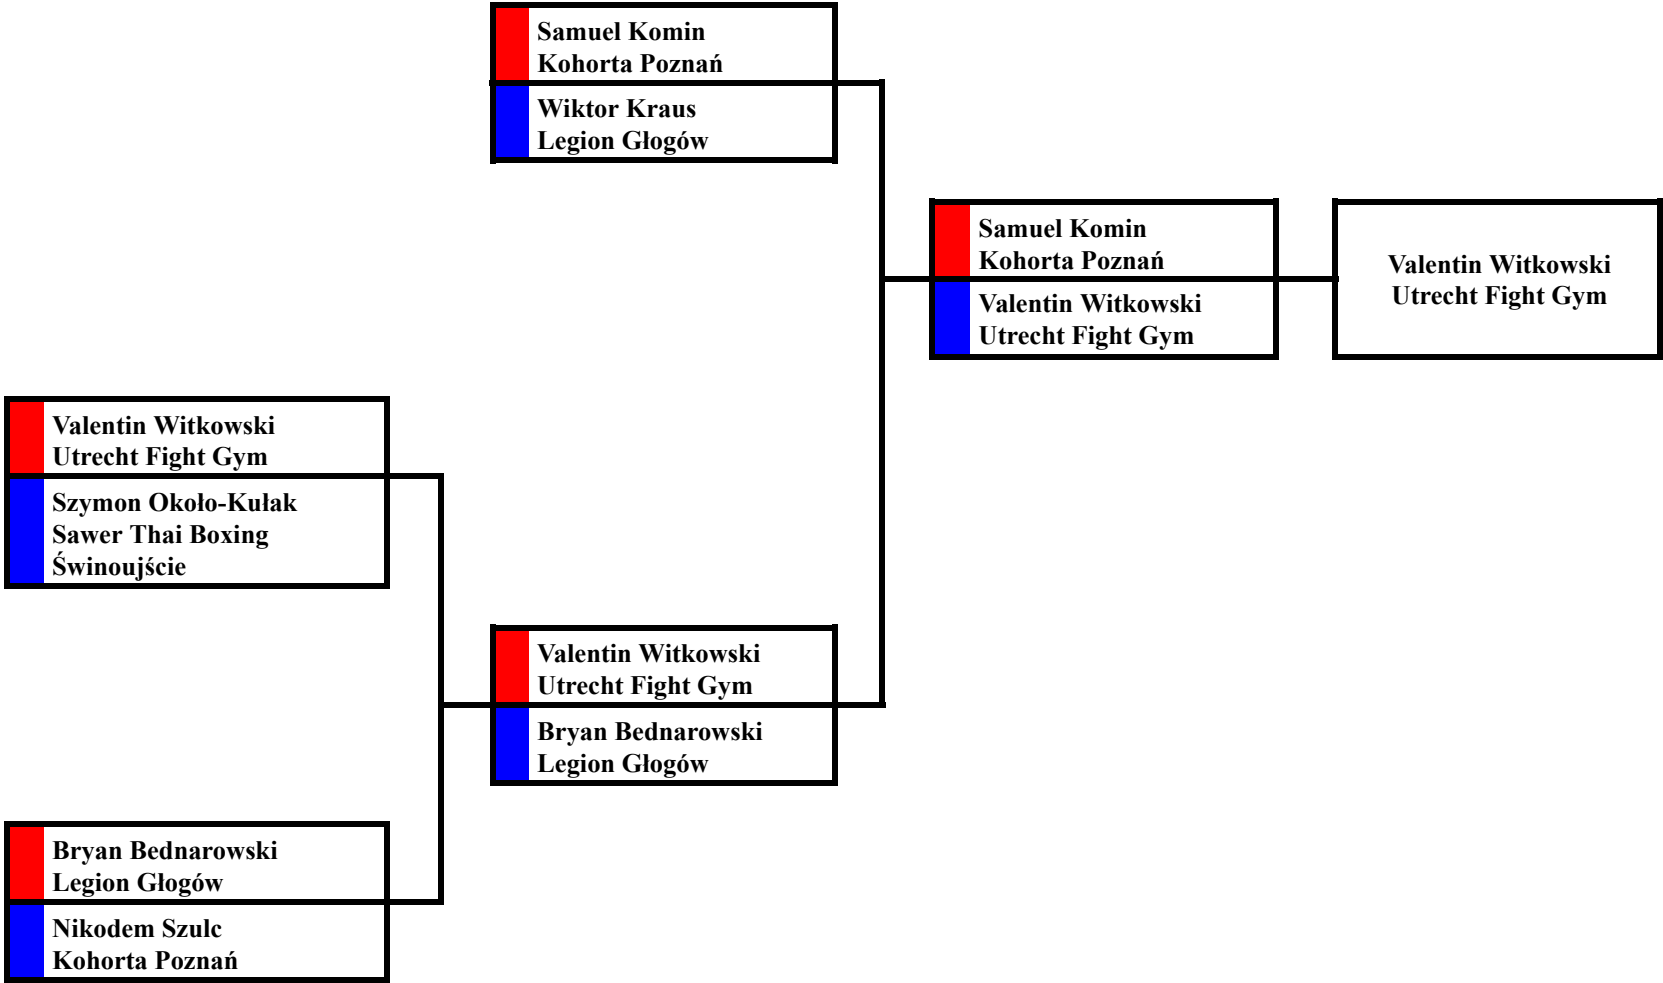 Samuel Komin
Kohorta Poznań
Wiktor Kraus
Legion Głogów
Samuel Komin
Kohorta Poznań
Valentin Witkowski
Utrecht Fight Gym
Valentin Witkowski
Utrecht Fight Gym
Valentin Witkowski
Utrecht Fight Gym
Szymon Około-Kułak
Sawer Thai Boxing
Świnoujście
Valentin Witkowski
Utrecht Fight Gym
Bryan Bednarowski
Legion Głogów
Bryan Bednarowski
Legion Głogów
Nikodem Szulc
Kohorta Poznań